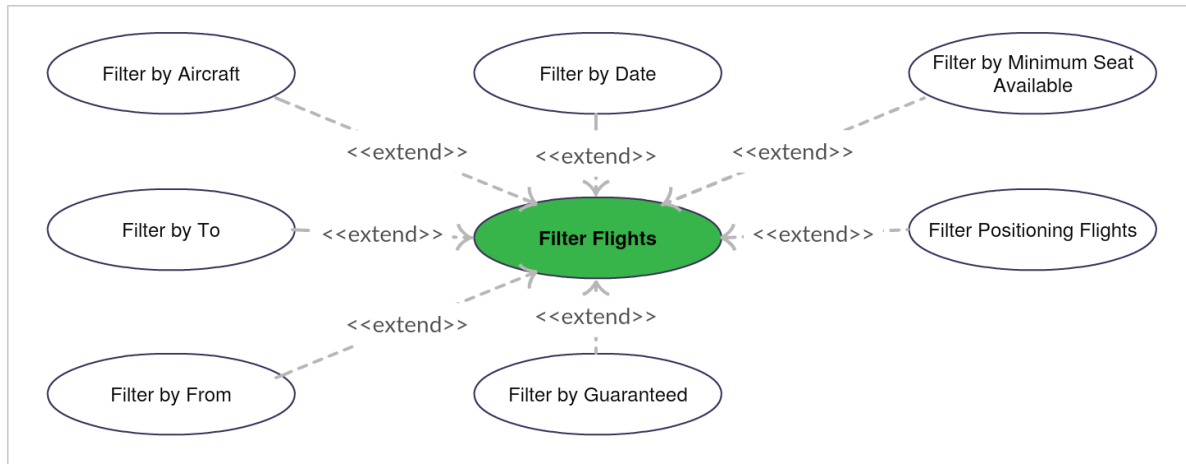 Filter by Aircraft
Filter by Date
Filter by Minimum Seat
Available
<<extend>>
<<extend>>
<<extend>>
Filter by To
<<extend>>
Filter Flights
<<extend>>
Filter Positioning Flights
<<extend>>
<<extend>>
Filter by From
Filter by Guaranteed